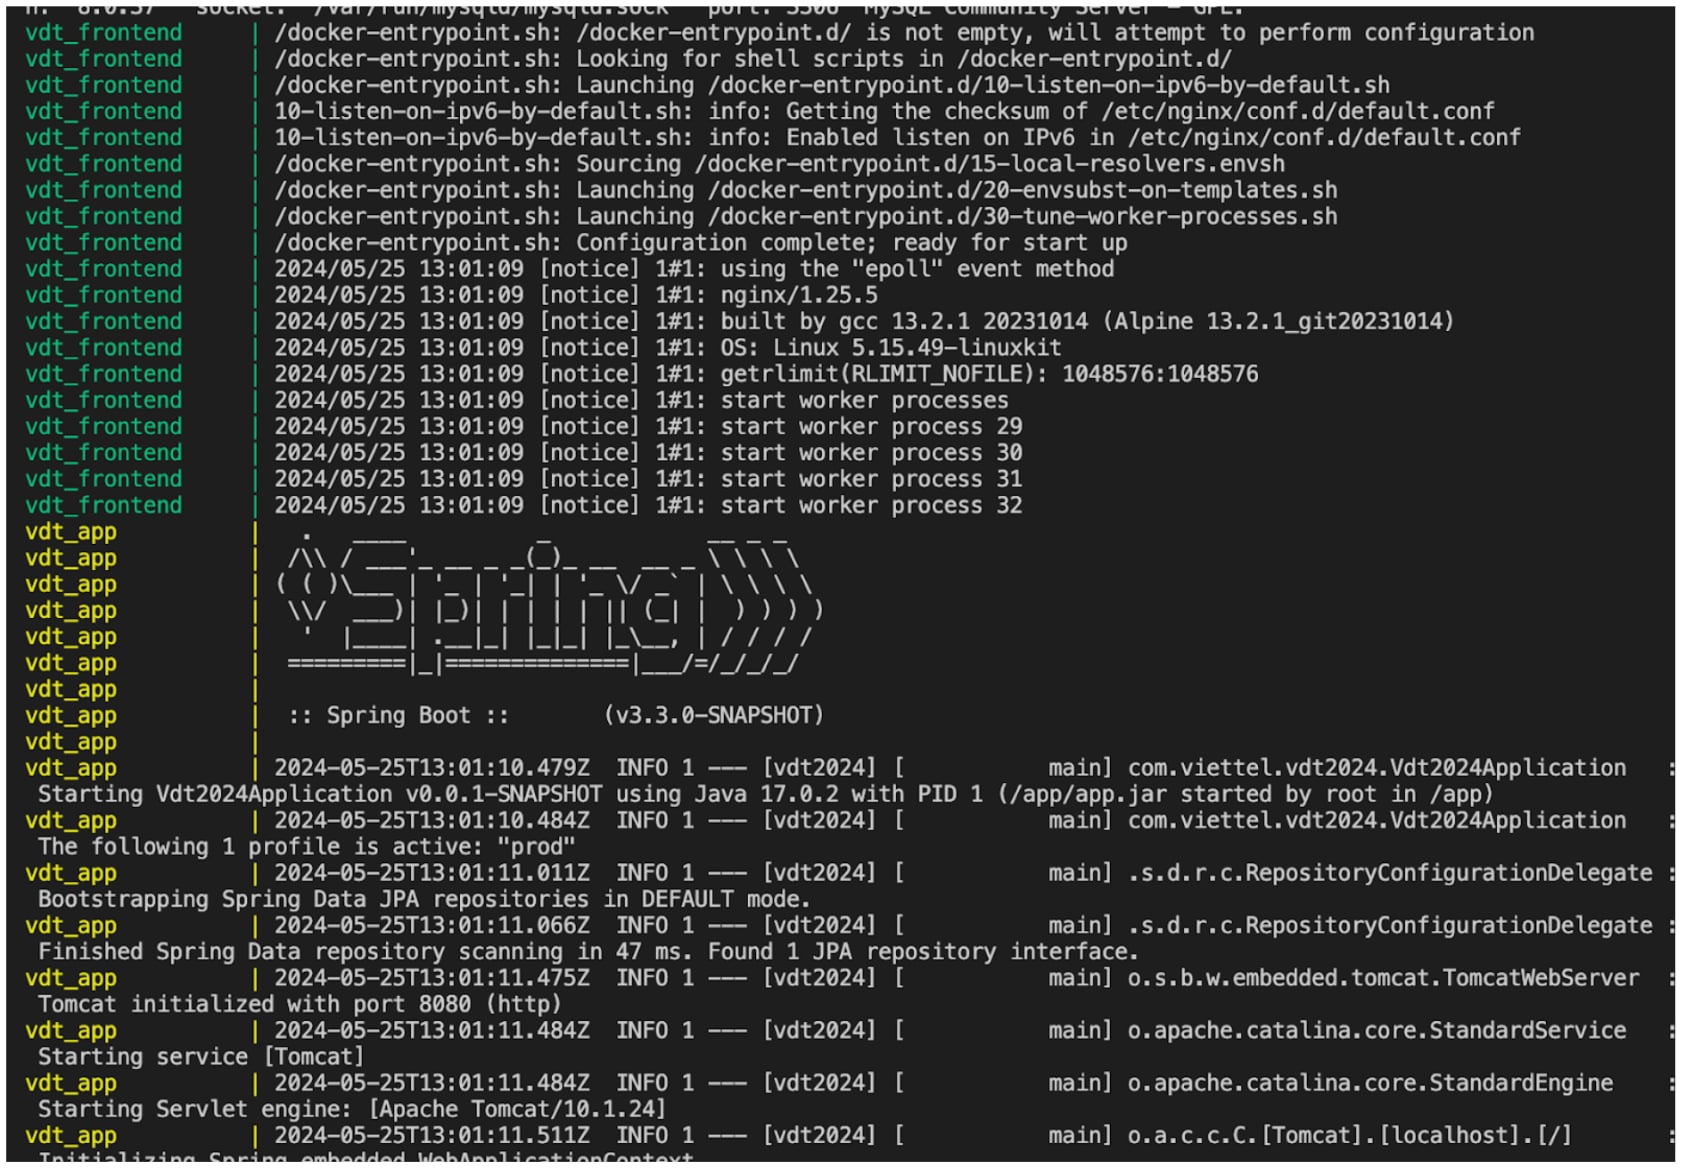 n: '8.0.37'  socket: '/var/run/mysqld/mysqld.sock'  port: 3306  MySQL Community Server - GPL.
vdt_frontend     | /docker-entrypoint.sh: /docker-entrypoint.d/ is not empty, will attempt to perform configuration
vdt_frontend     | /docker-entrypoint.sh: Looking for shell scripts in /docker-entrypoint.d/
vdt_frontend     | /docker-entrypoint.sh: Launching /docker-entrypoint.d/10-listen-on-ipv6-by-default.sh
vdt_frontend     | 10-listen-on-ipv6-by-default.sh: info: Getting the checksum of /etc/nginx/conf.d/default.conf
vdt_frontend     | 10-listen-on-ipv6-by-default.sh: info: Enabled listen on IPv6 in /etc/nginx/conf.d/default.conf
vdt_frontend     | /docker-entrypoint.sh: Sourcing /docker-entrypoint.d/15-local-resolvers.envsh
vdt_frontend     | /docker-entrypoint.sh: Launching /docker-entrypoint.d/20-envsubst-on-templates.sh
vdt_frontend     | /docker-entrypoint.sh: Launching /docker-entrypoint.d/30-tune-worker-processes.sh
vdt_frontend     | /docker-entrypoint.sh: Configuration complete; ready for start up
vdt_frontend     | 2024/05/25 13:01:09 [notice] 1#1: using the "epoll" event method
vdt_frontend     | 2024/05/25 13:01:09 [notice] 1#1: nginx/1.25.5
vdt_frontend     | 2024/05/25 13:01:09 [notice] 1#1: built by gcc 13.2.1 20231014 (Alpine 13.2.1_git20231014)
vdt_frontend     | 2024/05/25 13:01:09 [notice] 1#1: OS: Linux 5.15.49-linuxkit
vdt_frontend     | 2024/05/25 13:01:09 [notice] 1#1: getrlimit(RLIMIT_NOFILE): 1048576:1048576
vdt_frontend     | 2024/05/25 13:01:09 [notice] 1#1: start worker processes
vdt_frontend     | 2024/05/25 13:01:09 [notice] 1#1: start worker process 29
vdt_frontend     | 2024/05/25 13:01:09 [notice] 1#1: start worker process 30
vdt_frontend     | 2024/05/25 13:01:09 [notice] 1#1: start worker process 31
vdt_frontend     | 2024/05/25 13:01:09 [notice] 1#1: start worker process 32
vdt_app          |   .   ____          _            __ _ _
vdt_app          |  /\\ / ___'_ __ _ _(_)_ __  __ _ \ \ \ \
vdt_app          | ( ( )\___ | '_ | '_| | '_ \/ _` | \ \ \ \
vdt_app          |  \\/  ___)| |_)| | | | | || (_| |  ) ) ) )
vdt_app          |   '  |____| .__|_| |_|_| |_\__, | / / / /
vdt_app          |  =========|_|==============|___/=/_/_/_/
vdt_app          |
vdt_app          |  :: Spring Boot ::       (v3.3.0-SNAPSHOT)
vdt_app          |
vdt_app          | 2024-05-25T13:01:10.479Z  INFO 1 --- [vdt2024] [           main] com.viettel.vdt2024.Vdt2024Application   :
 Starting Vdt2024Application v0.0.1-SNAPSHOT using Java 17.0.2 with PID 1 (/app/app.jar started by root in /app)
vdt_app          | 2024-05-25T13:01:10.484Z  INFO 1 --- [vdt2024] [           main] com.viettel.vdt2024.Vdt2024Application   :
 The following 1 profile is active: "prod"
vdt_app          | 2024-05-25T13:01:11.011Z  INFO 1 --- [vdt2024] [           main] .s.d.r.c.RepositoryConfigurationDelegate :
 Bootstrapping Spring Data JPA repositories in DEFAULT mode.
vdt_app          | 2024-05-25T13:01:11.066Z  INFO 1 --- [vdt2024] [           main] .s.d.r.c.RepositoryConfigurationDelegate :
 Finished Spring Data repository scanning in 47 ms. Found 1 JPA repository interface.
vdt_app          | 2024-05-25T13:01:11.475Z  INFO 1 --- [vdt2024] [           main] o.s.b.w.embedded.tomcat.TomcatWebServer  :
 Tomcat initialized with port 8080 (http)
vdt_app          | 2024-05-25T13:01:11.484Z  INFO 1 --- [vdt2024] [           main] o.apache.catalina.core.StandardService   :
 Starting service [Tomcat]
vdt_app          | 2024-05-25T13:01:11.484Z  INFO 1 --- [vdt2024] [           main] o.apache.catalina.core.StandardEngine    :
 Starting Servlet engine: [Apache Tomcat/10.1.24]
vdt_app          | 2024-05-25T13:01:11.511Z  INFO 1 --- [vdt2024] [           main] o.a.c.c.C.[Tomcat].[localhost].[/]       :
 Initializing Spring embedded WebApplicationContext